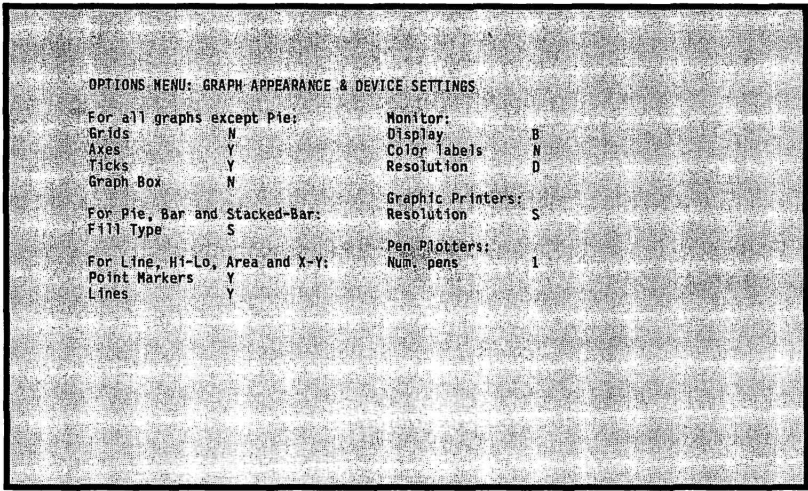 OPTIONS MENU: GRAPH APPEARANCE & DEVICE SETTINGS
For all graphs except Pie:
Grids N
Axes Y
Ticks Y
Graph Box N
For Pie, Bar and Stacked-Bar:
Fill Type S
For Line, Hi-Lo, Area and X-Y:
Point Markers Y
Lines Y
Monitor:
Display B
Color labels N
Resolution D
Graphic Printers:
Resolution S
Pen Plotters:
Num. pens 1